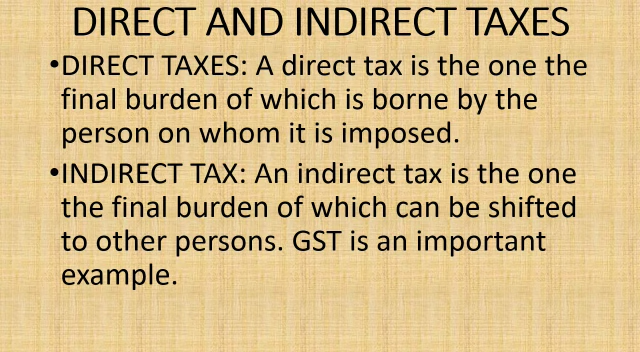 DIRECT AND INDIRECT TAXES
•DIRECT TAXES: A direct tax is the one the
final burden of which is borne by the
person on whom it is imposed.
•INDIRECT TAX: An indirect tax is the one
the final burden of which can be shifted
to other persons. GST is an important
example.